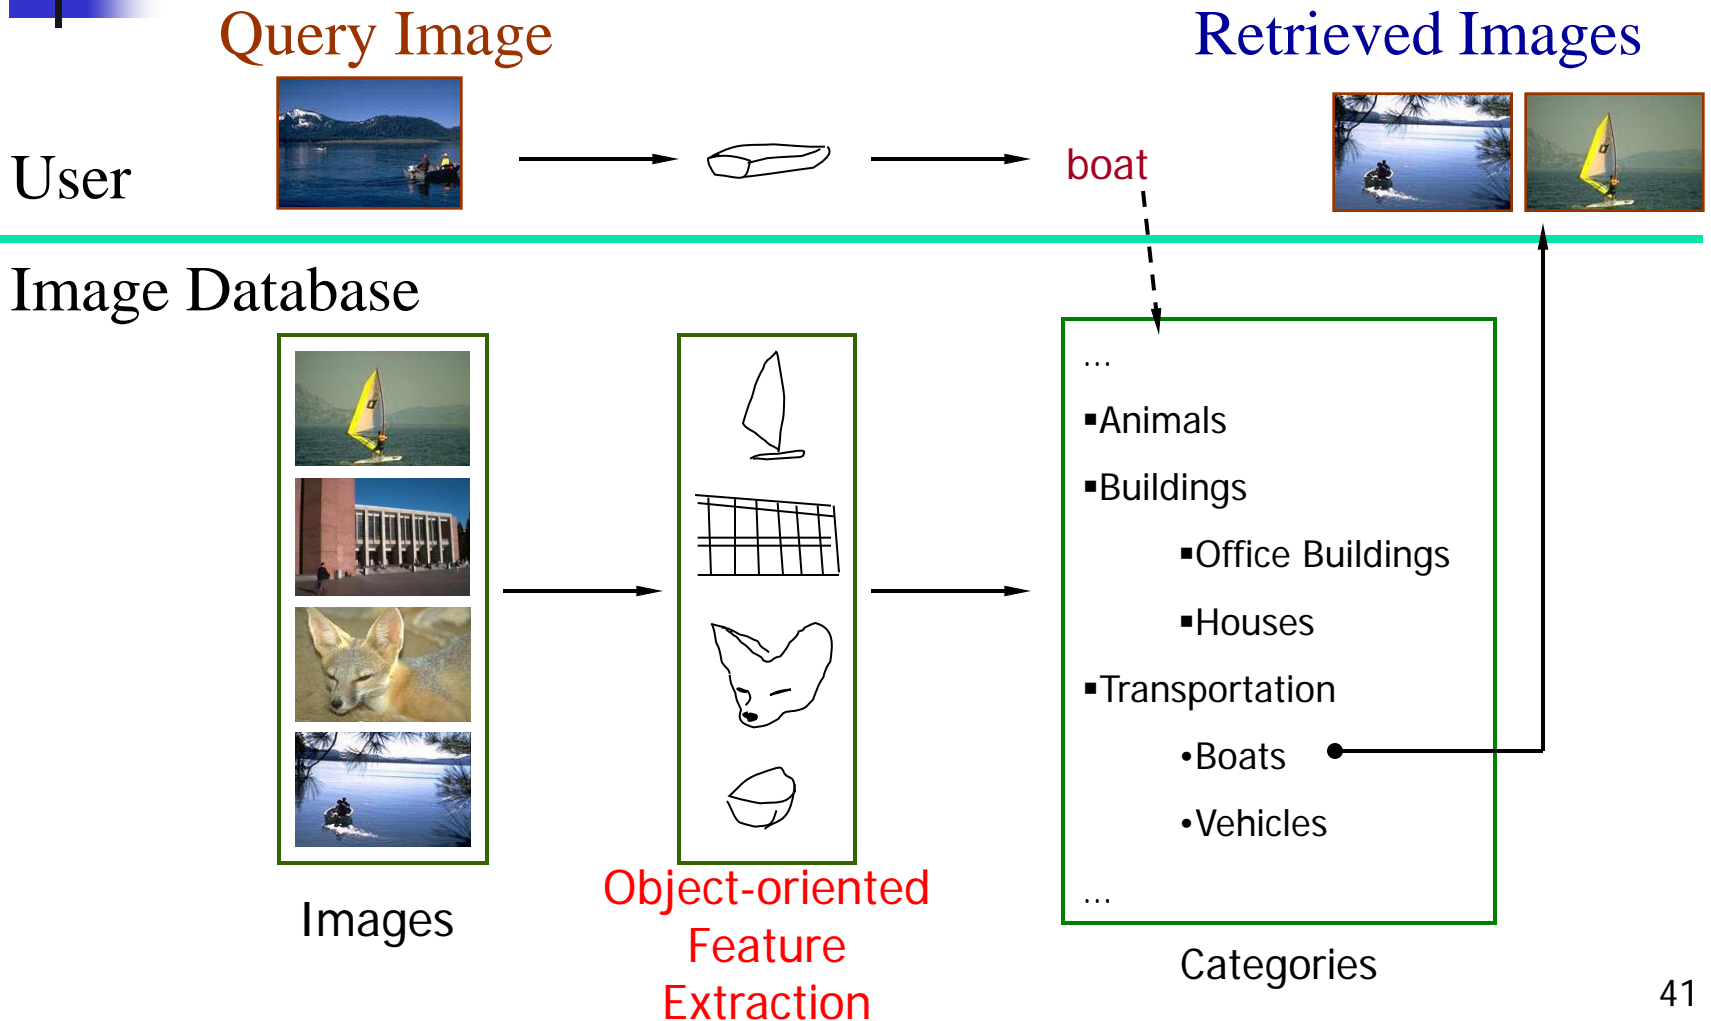 Query Image
Retrieved Images
User
boat
Image Database
...
▪Animals
▪Buildings
▪Office Buildings
▪Houses
▪Transportation
•Boats
•Vehicles
...
Images
Object-oriented
Feature
Extraction
Categories
41